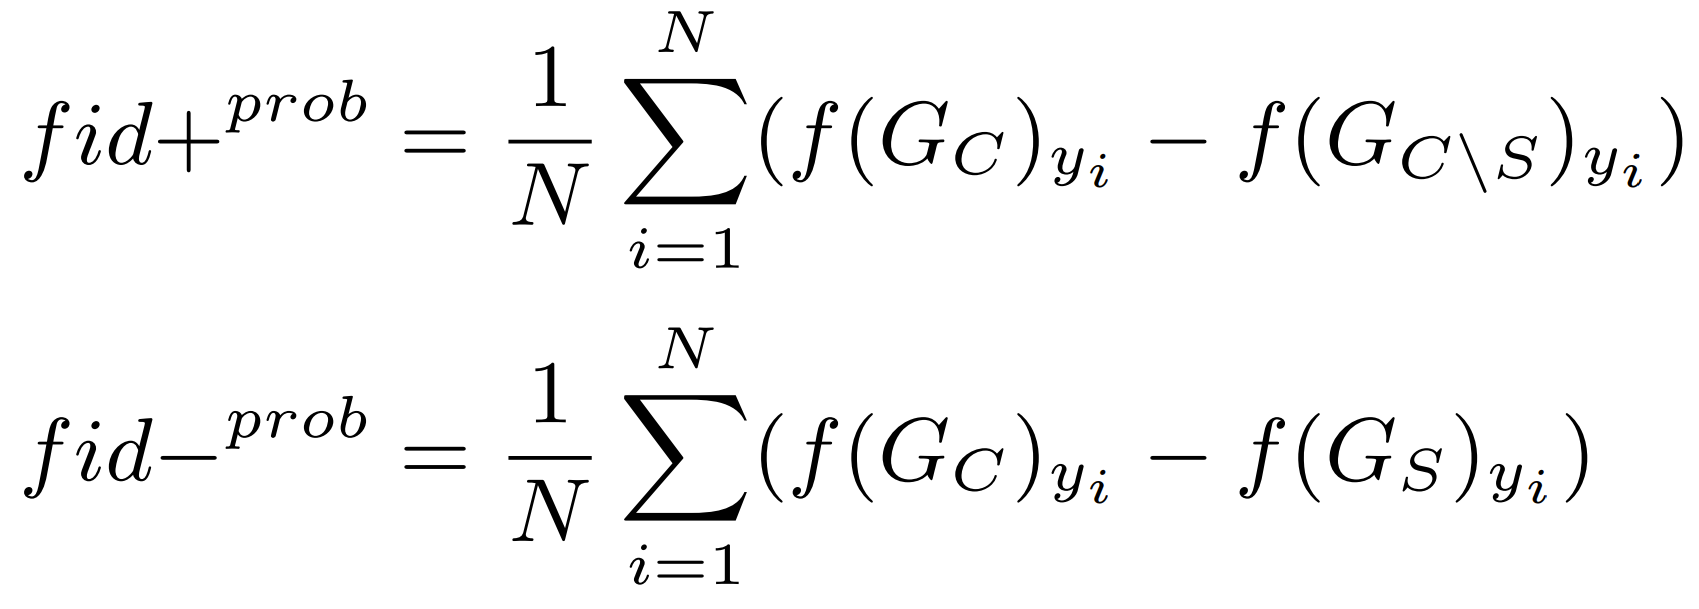 $fid+^{prob} = \frac{1}{N} \sum_{i=1}^{N} (f(G_C)_{y_i} - f(G_{C \setminus S})_{y_i})$
$fid-^{prob} = \frac{1}{N} \sum_{i=1}^{N} (f(G_C)_{y_i} - f(G_S)_{y_i})$